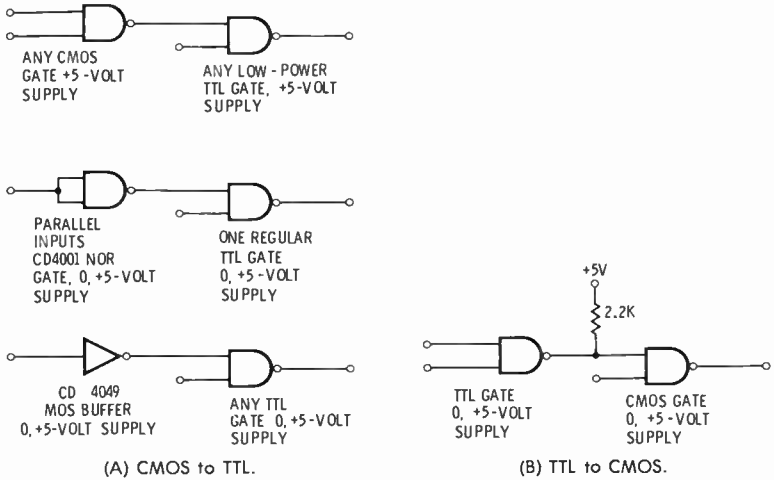 ANY CMOS
GATE +5-VOLT
SUPPLY
ANY LOW-POWER
TTL GATE, +5-VOLT
SUPPLY
PARALLEL
INPUTS
CD4001 NOR
GATE, 0, +5-VOLT
SUPPLY
ONE REGULAR
TTL GATE
0, +5-VOLT
SUPPLY
CD 4049
MOS BUFFER
0, +5-VOLT SUPPLY
ANY TTL
GATE 0, +5-VOLT
SUPPLY
(A) CMOS to TTL.
+5V
2.2K
TTL GATE
0, +5-VOLT
SUPPLY
CMOS GATE
0, +5-VOLT
SUPPLY
(B) TTL to CMOS.